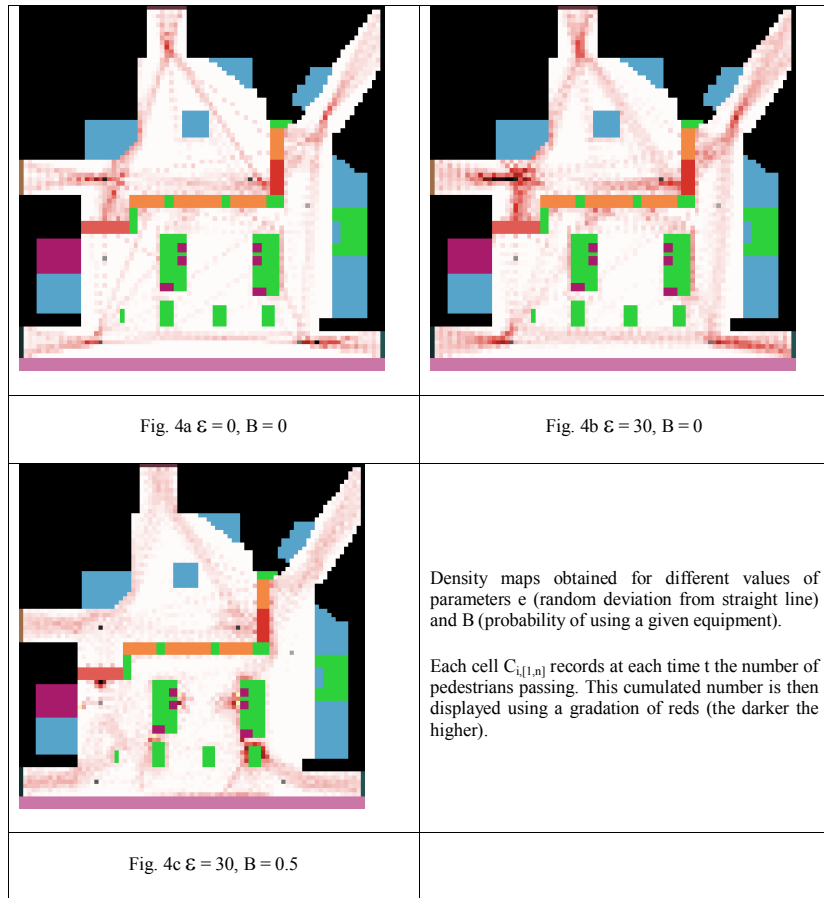 Fig. 4a ε = 0, B = 0
Fig. 4b ε = 30, B = 0
Density maps obtained for different values of
parameters e (random deviation from straight line)
and B (probability of using a given equipment).
Each cell C i,[1,n] records at each time t the number of
pedestrians passing. This cumulated number is then
displayed using a gradation of reds (the darker the
higher).
Fig. 4c ε = 30, B = 0.5